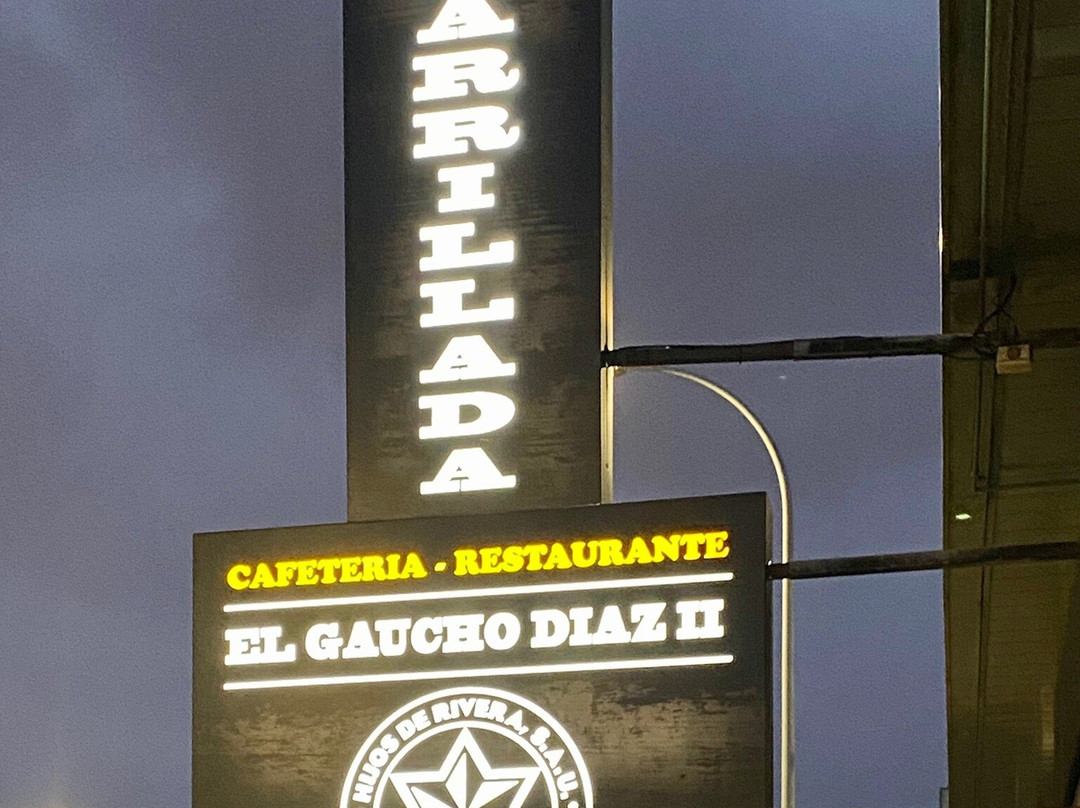 ARRILLADA
CAFETERIA - RESTAURANTE
EL GAUCHO DIAZ II
HIJOS DE RIVERA, S.A.U.